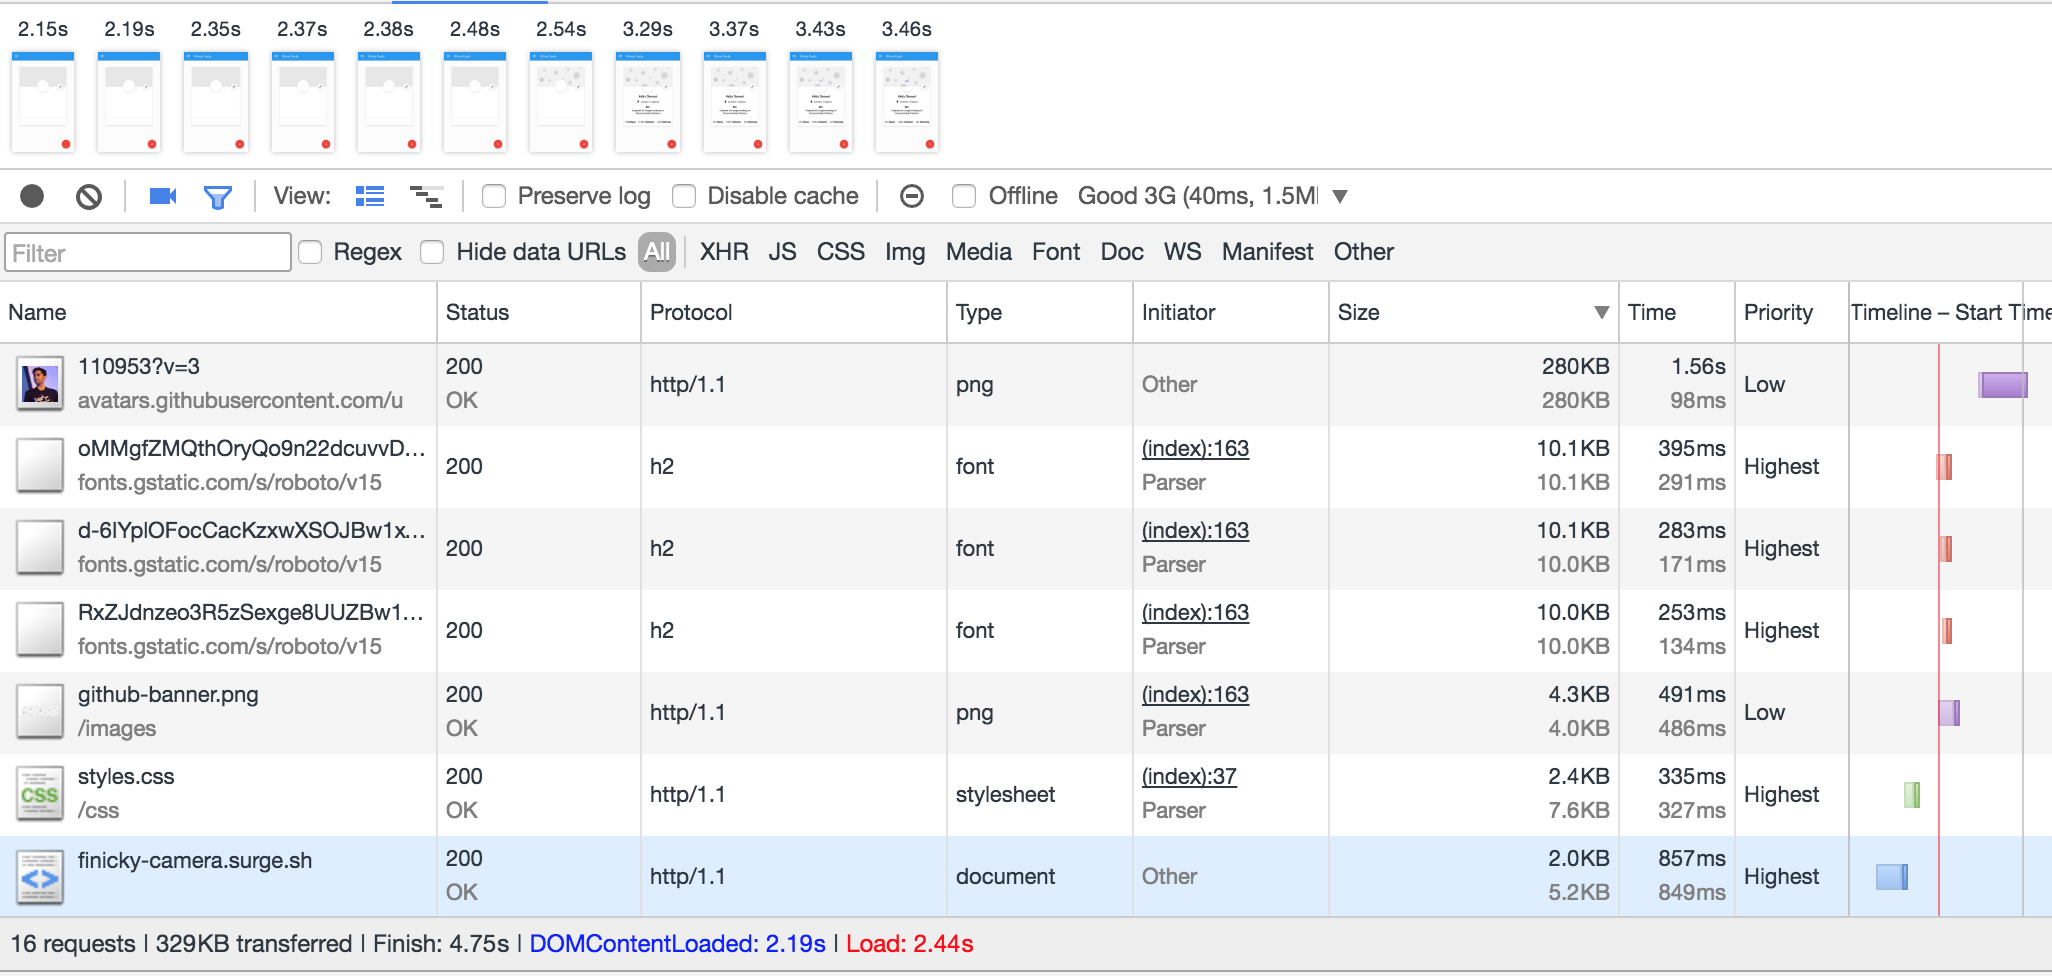 2.15s 2.19s 2.35s 2.37s 2.38s 2.48s 2.54s 3.29s 3.37s 3.43s 3.46s
View: Preserve log Disable cache Offline Good 3G (40ms, 1.5M
Filter Regex Hide data URLs All XHR JS CSS Img Media Font Doc WS Manifest Other
Name Status Protocol Type Initiator Size Time Priority Timeline – Start Time
110953?v=3 200 http/1.1 png Other 280KB 1.56s Low
avatars.githubusercontent.com/u OK 280KB 98ms
oMMgfZMQthOryQo9n22dcuvvD... 200 h2 font (index):163 10.1KB 395ms Highest
fonts.gstatic.com/s/roboto/v15 Parser 10.1KB 291ms
d-6IYplOFocCacKzxwXSOJBw1x... 200 h2 font (index):163 10.1KB 283ms Highest
fonts.gstatic.com/s/roboto/v15 Parser 10.0KB 171ms
RxZJdnzeo3R5zSexge8UUZBw1... 200 h2 font (index):163 10.0KB 253ms Highest
fonts.gstatic.com/s/roboto/v15 Parser 10.0KB 134ms
github-banner.png 200 http/1.1 png (index):163 4.3KB 491ms Low
/images OK Parser 4.0KB 486ms
styles.css 200 http/1.1 stylesheet (index):37 2.4KB 335ms Highest
CSS /css OK Parser 7.6KB 327ms
finicky-camera.surge.sh 200 http/1.1 document Other 2.0KB 857ms Highest
OK 5.2KB 849ms
16 requests | 329KB transferred | Finish: 4.75s | DOMContentLoaded: 2.19s | Load: 2.44s